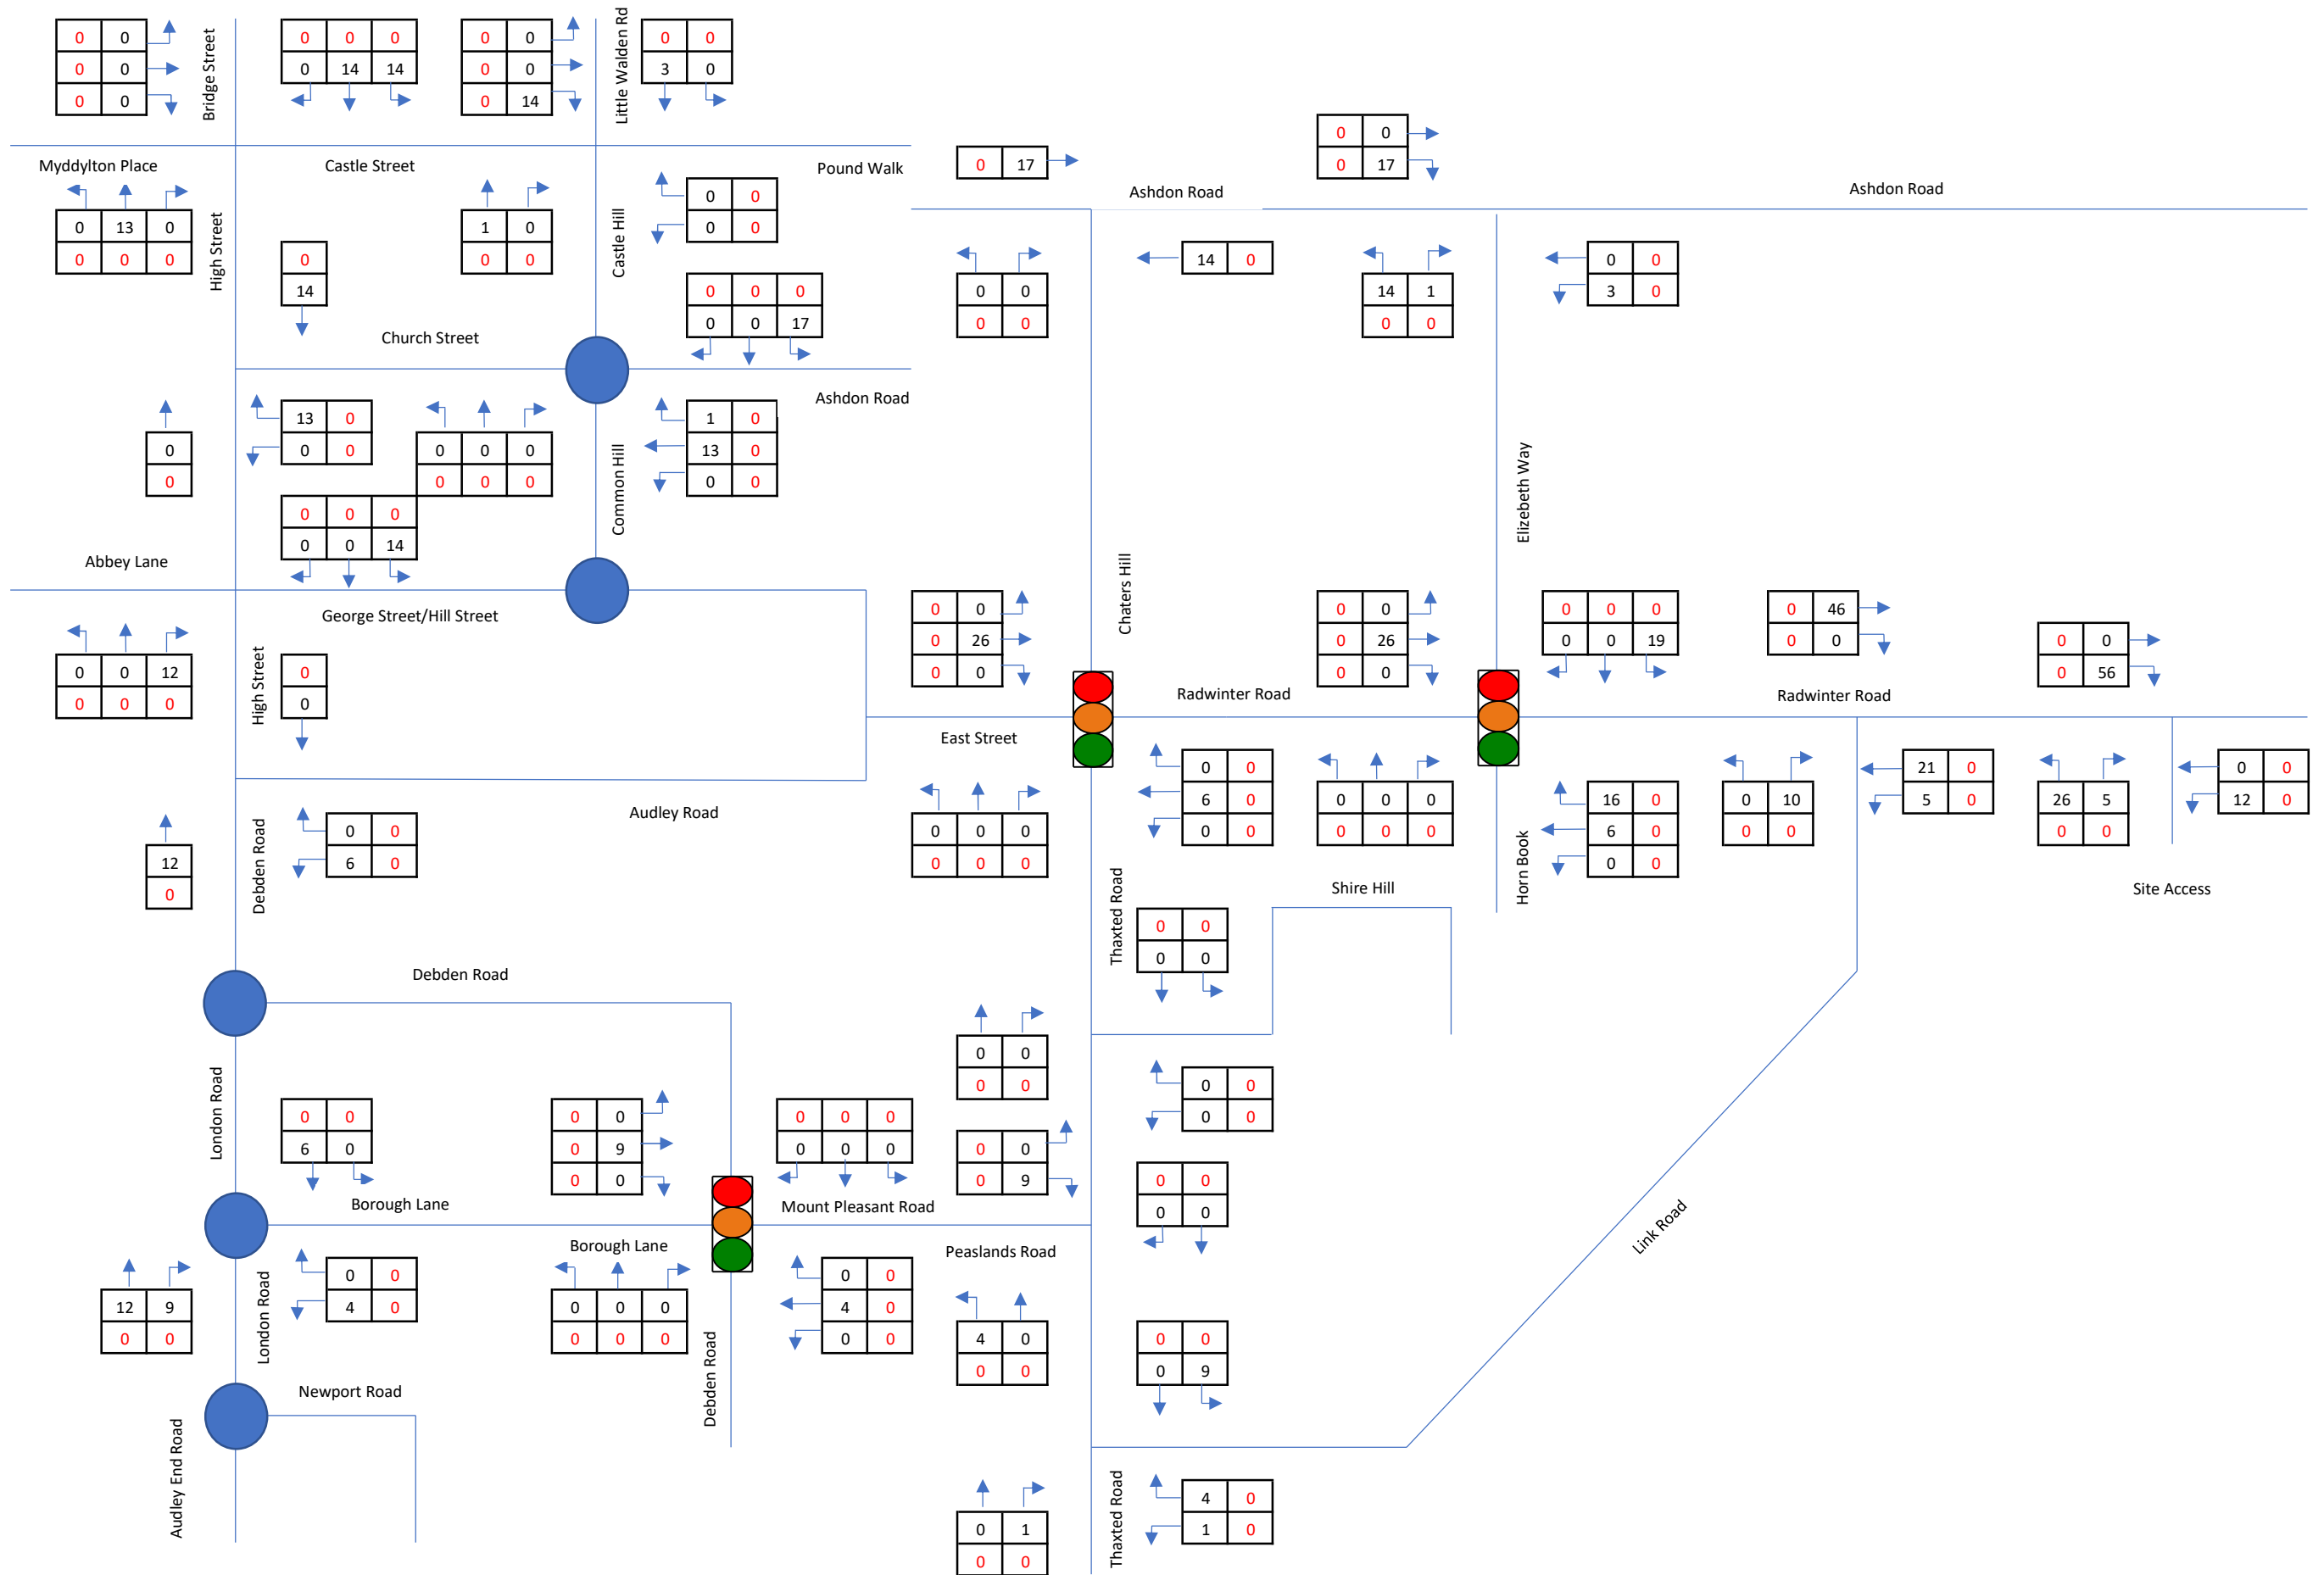 Bridge Street
0 0
0 0
0 0
0 0 0
0 14 14
0 0
0 0
0 14
Little Walden Rd
0 0
3 0
Myddylton Place
Castle Street
Pound Walk
0 17
Ashdon Road
0 0
0 17
Ashdon Road
0 13 0
0 0 0
High Street
0
14
1 0
0 0
Castle Hill
0 0
0 0
0 0 0
0 0 17
0 0
0 0
14 0
14 1
0 0
0 0
3 0
Church Street
Ashdon Road
0
0
13 0
0 0
0 0 0
0 0 0
Common Hill
1 0
13 0
0 0
0 0 0
0 0 14
Elizebeth Way
Abbey Lane
George Street/Hill Street
Chaters Hill
0 0
0 26
0 0
0 0
0 26
0 0
0 0 0
0 0 19
0 46
0 0
0 0
0 56
0 0 12
0 0 0
High Street
0
0
East Street
Radwinter Road
Radwinter Road
Audley Road
12
0
Debden Road
0 0
6 0
0 0 0
0 0 0
0 0
6 0
0 0
0 0 0
0 0 0
Horn Book
16 0
6 0
0 0
0 10
0 0
21 0
5 0
26 5
0 0
0 0
12 0
Site Access
Shire Hill
Thaxted Road
0 0
0 0
Debden Road
0 0
0 0
London Road
0 0
6 0
0 0
0 9
0 0
0 0 0
0 0 0
0 0
0 9
0 0
0 0
0 0
0 0
Borough Lane
Mount Pleasant Road
Borough Lane
Peaslands Road
Link Road
12 9
0 0
London Road
0 0
4 0
0 0 0
0 0 0
Debden Road
0 0
4 0
0 0
4 0
0 0
0 0
0 9
Newport Road
Audley End Road
0 1
0 0
Thaxted Road
4 0
1 0